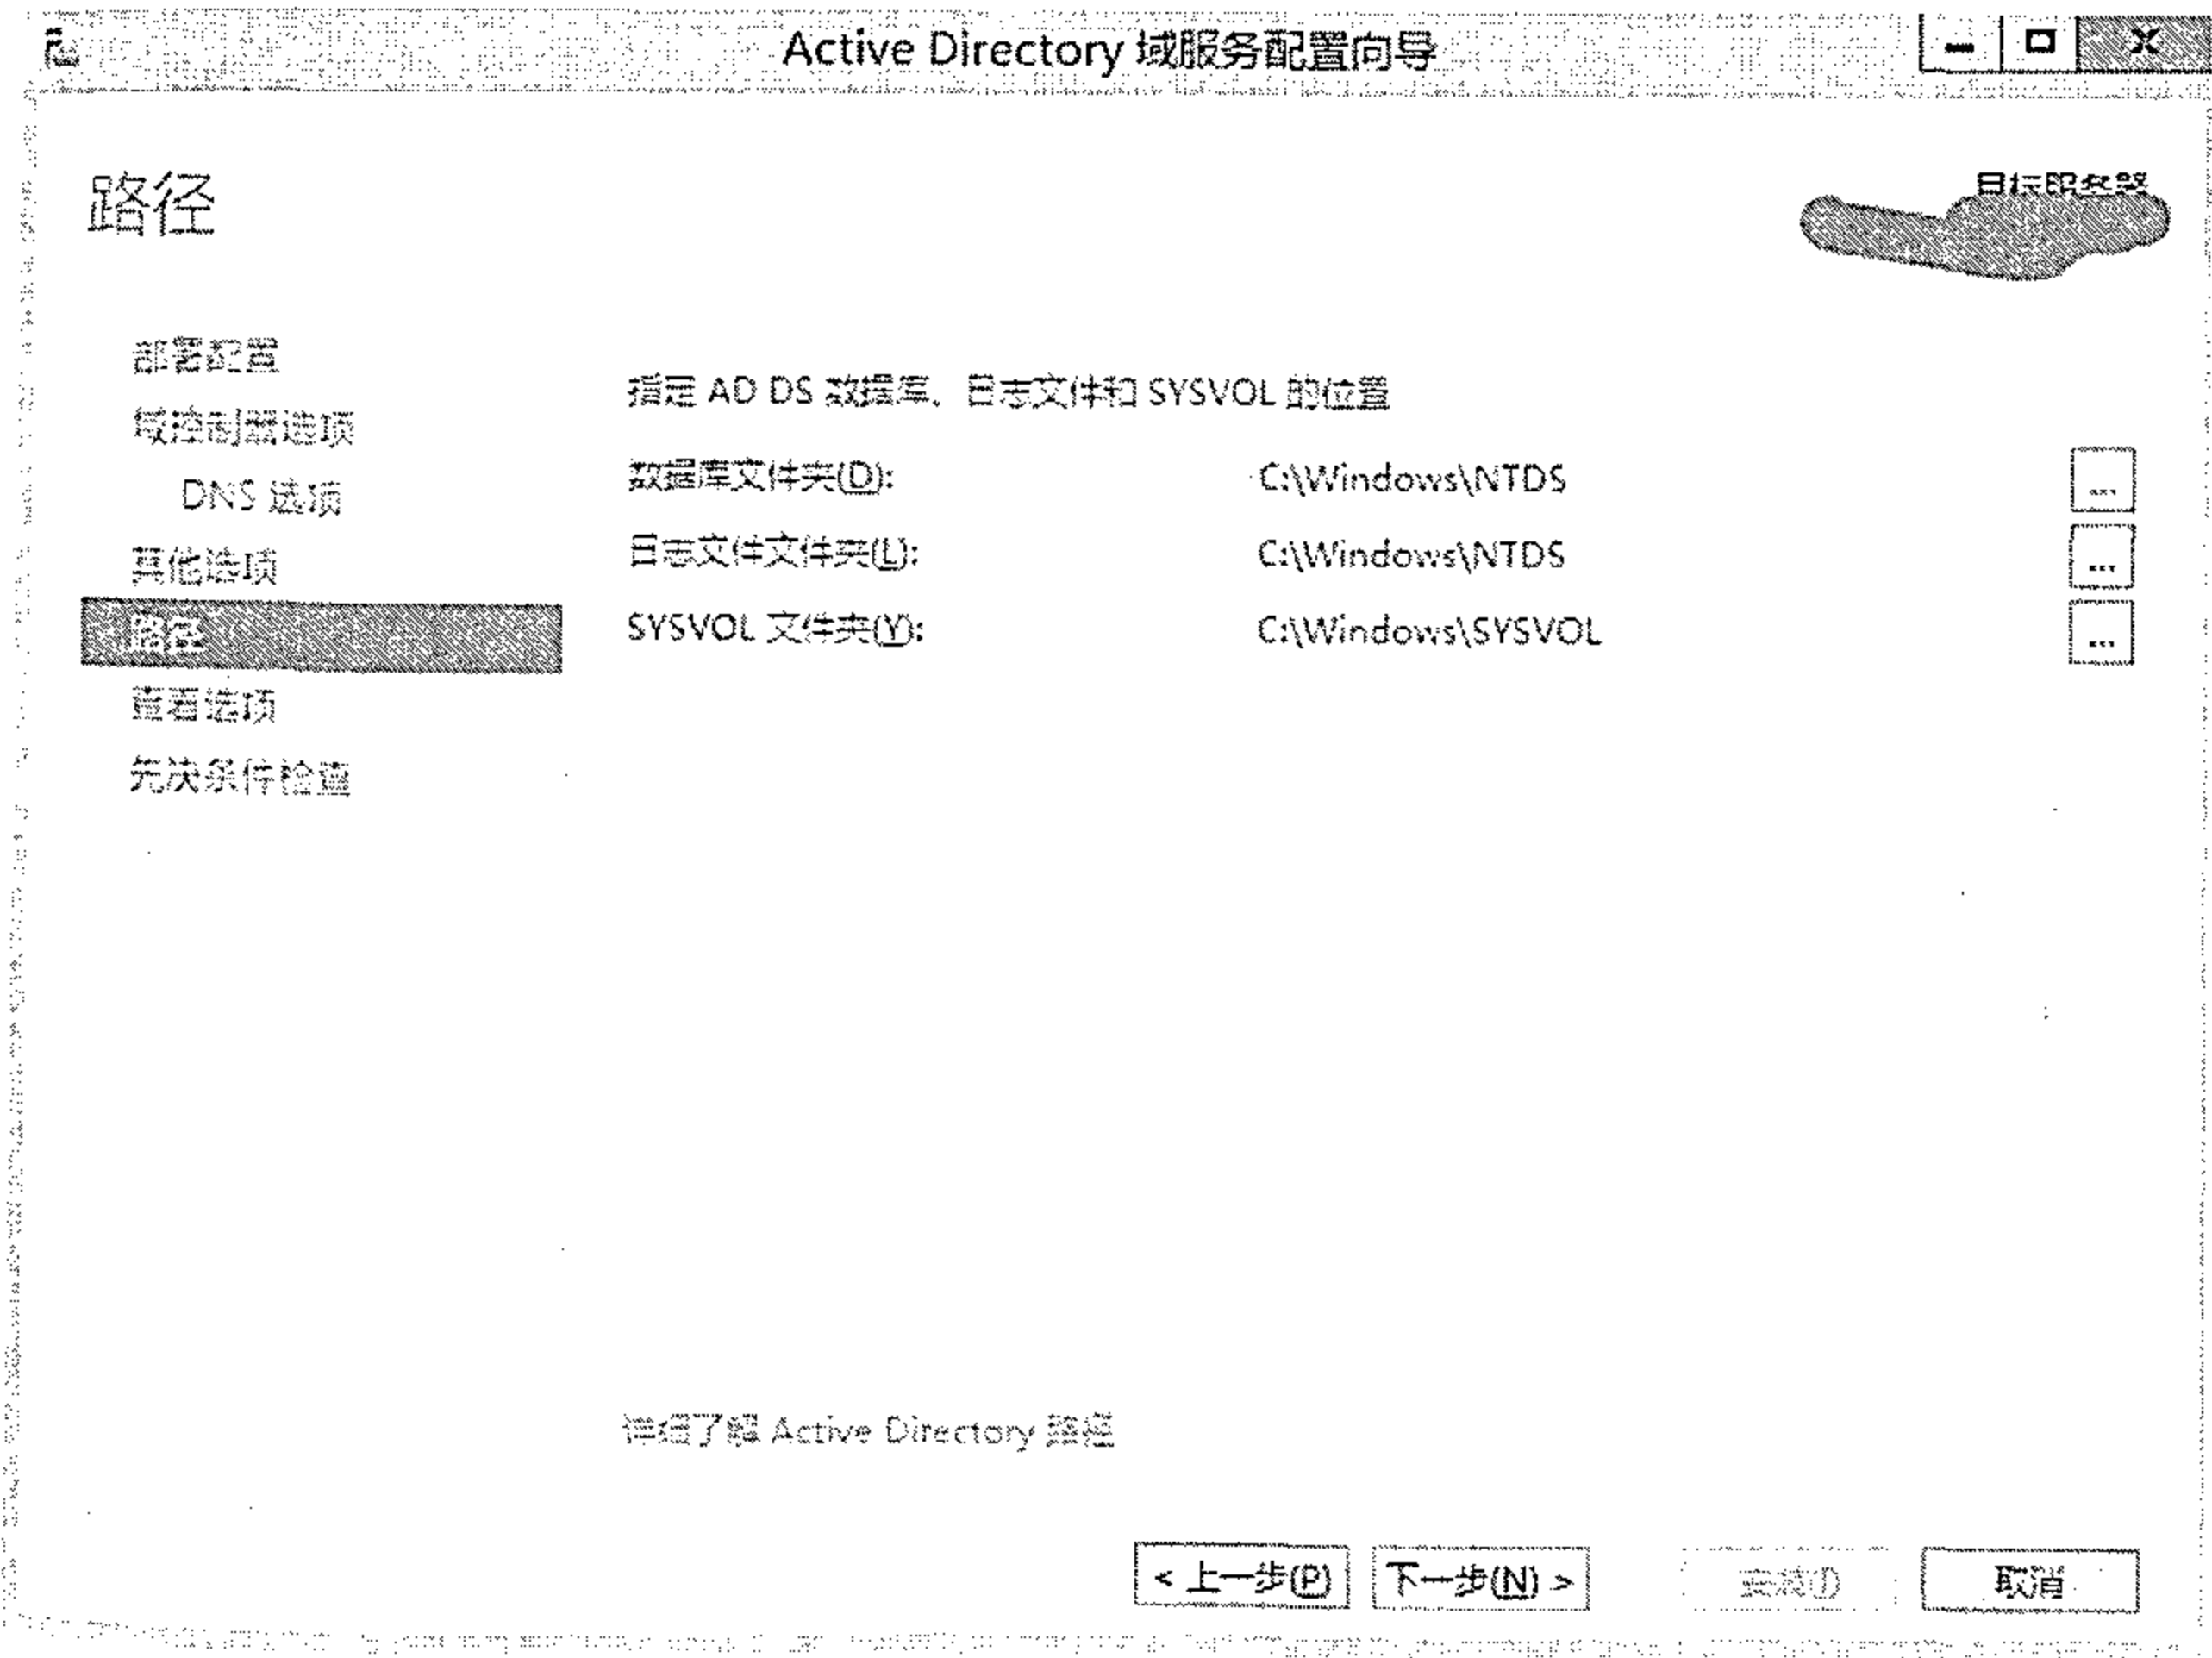 Active Directory 域服务配置向导
路径
目标服务器
部署配置
域控制器选项
DNS 选项
其他选项
路径
查看选项
先决条件检查
指定 AD DS 数据库、日志文件和 SYSVOL 的位置
数据库文件夹(D): C:\Windows\NTDS ...
日志文件文件夹(L): C:\Windows\NTDS ...
SYSVOL 文件夹(Y): C:\Windows\SYSVOL ...
详细了解 Active Directory 路径
< 上一步(P) 下一步(N) > 安装(I) 取消